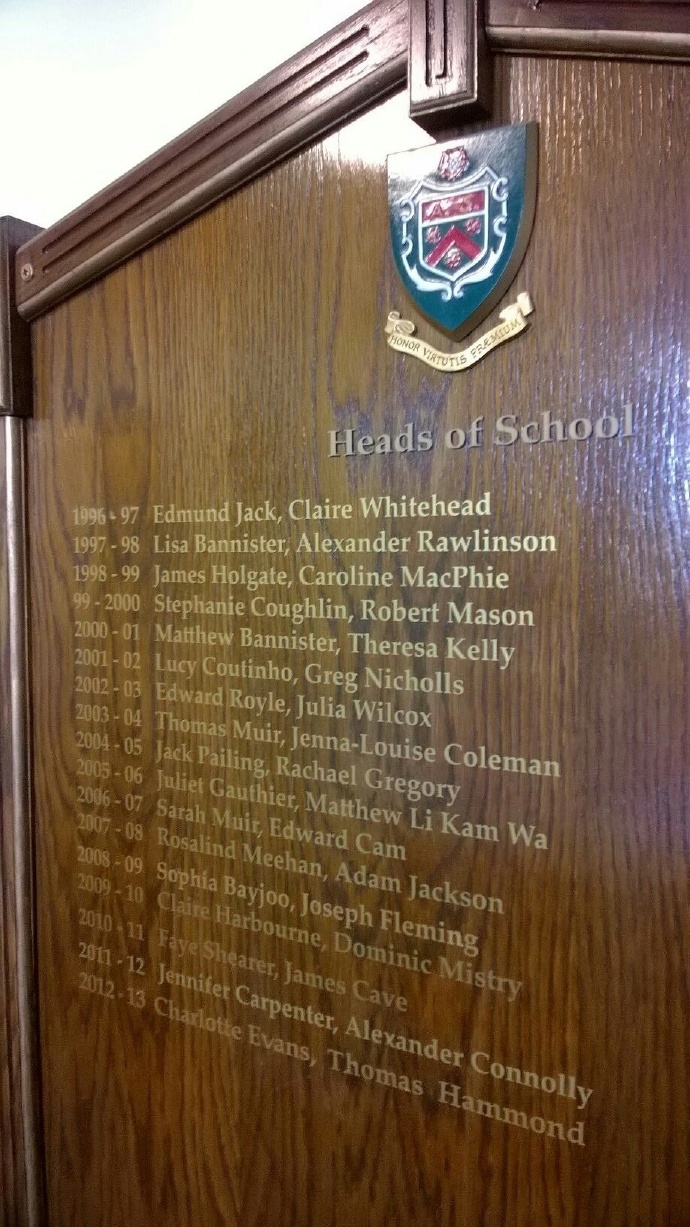 HONOR VIRTUTIS PRÆMIUM
Heads of School
1996-97 Edmund Jack, Claire Whitehead
1997-98 Lisa Bannister, Alexander Rawlinson
1998-99 James Holgate, Caroline MacPhie
99-2000 Stephanie Coughlin, Robert Mason
2000-01 Matthew Bannister, Theresa Kelly
2001-02 Lucy Coutinho, Greg Nicholls
2002-03 Edward Royle, Julia Wilcox
2003-04 Thomas Muir, Jenna-Louise Coleman
2004-05 Jack Pailing, Rachael Gregory
2005-06 Juliet Gauthier, Matthew Li Kam Wa
2006-07 Sarah Muir, Edward Cam
2007-08 Rosalind Meehan, Adam Jackson
2008-09 Sophia Bayjoo, Joseph Fleming
2009-10 Claire Harbourne, Dominic Mistry
2010-11 Faye Shearer, James Cave
2011-12 Jennifer Carpenter, Alexander Connolly
2012-13 Charlotte Evans, Thomas Hammond